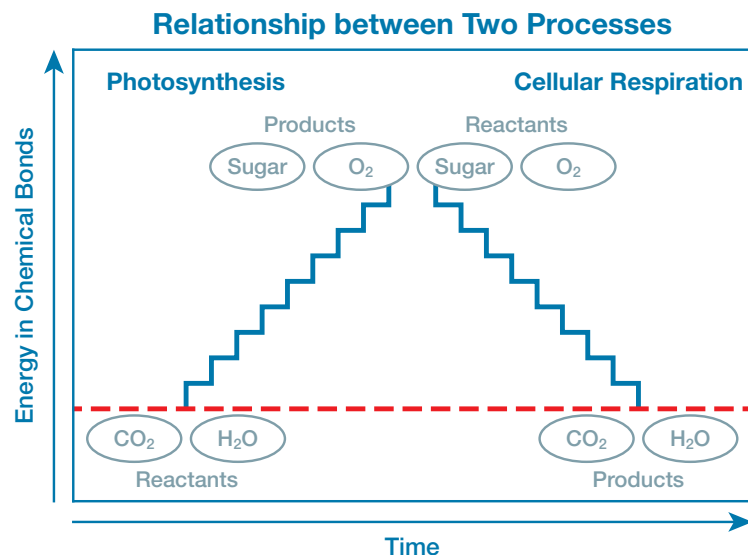 Relationship between Two Processes
Energy in Chemical Bonds
Photosynthesis
Cellular Respiration
Products
Reactants
Sugar
O₂
Sugar
O₂
CO₂
H₂O
CO₂
H₂O
Reactants
Products
Time